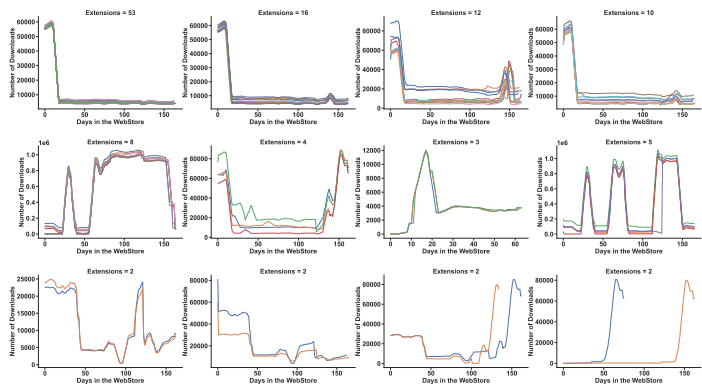 Extensions = 53
Number of Downloads
60000
50000
40000
30000
20000
10000
0 50 100 150
Days in the WebStore
Extensions = 16
Number of Downloads
60000
50000
40000
30000
20000
10000
0 50 100 150
Days in the WebStore
Extensions = 12
Number of Downloads
80000
60000
40000
20000
0 50 100 150
Days in the WebStore
Extensions = 10
Number of Downloads
60000
50000
40000
30000
20000
10000
0 50 100 150
Days in the WebStore
Extensions = 8
1e6
Number of Downloads
1.0
0.8
0.6
0.4
0.2
0.0
0 50 100 150
Days in the WebStore
Extensions = 4
Number of Downloads
80000
60000
40000
20000
0
0 50 100 150
Days in the WebStore
Extensions = 3
Number of Downloads
12000
10000
8000
6000
4000
2000
0
0 10 20 30 40 50 60
Days in the WebStore
Extensions = 5
1e6
Number of Downloads
1.0
0.8
0.6
0.4
0.2
0.0
0 50 100 150
Days in the WebStore
Extensions = 2
Number of Downloads
25000
20000
15000
10000
5000
0
0 50 100 150
Days in the WebStore
Extensions = 2
Number of Downloads
80000
60000
40000
20000
0
0 50 100 150
Days in the WebStore
Extensions = 2
Number of Downloads
80000
60000
40000
20000
0
0 50 100 150
Days in the WebStore
Extensions = 2
Number of Downloads
80000
60000
40000
20000
0
0 50 100 150
Days in the WebStore